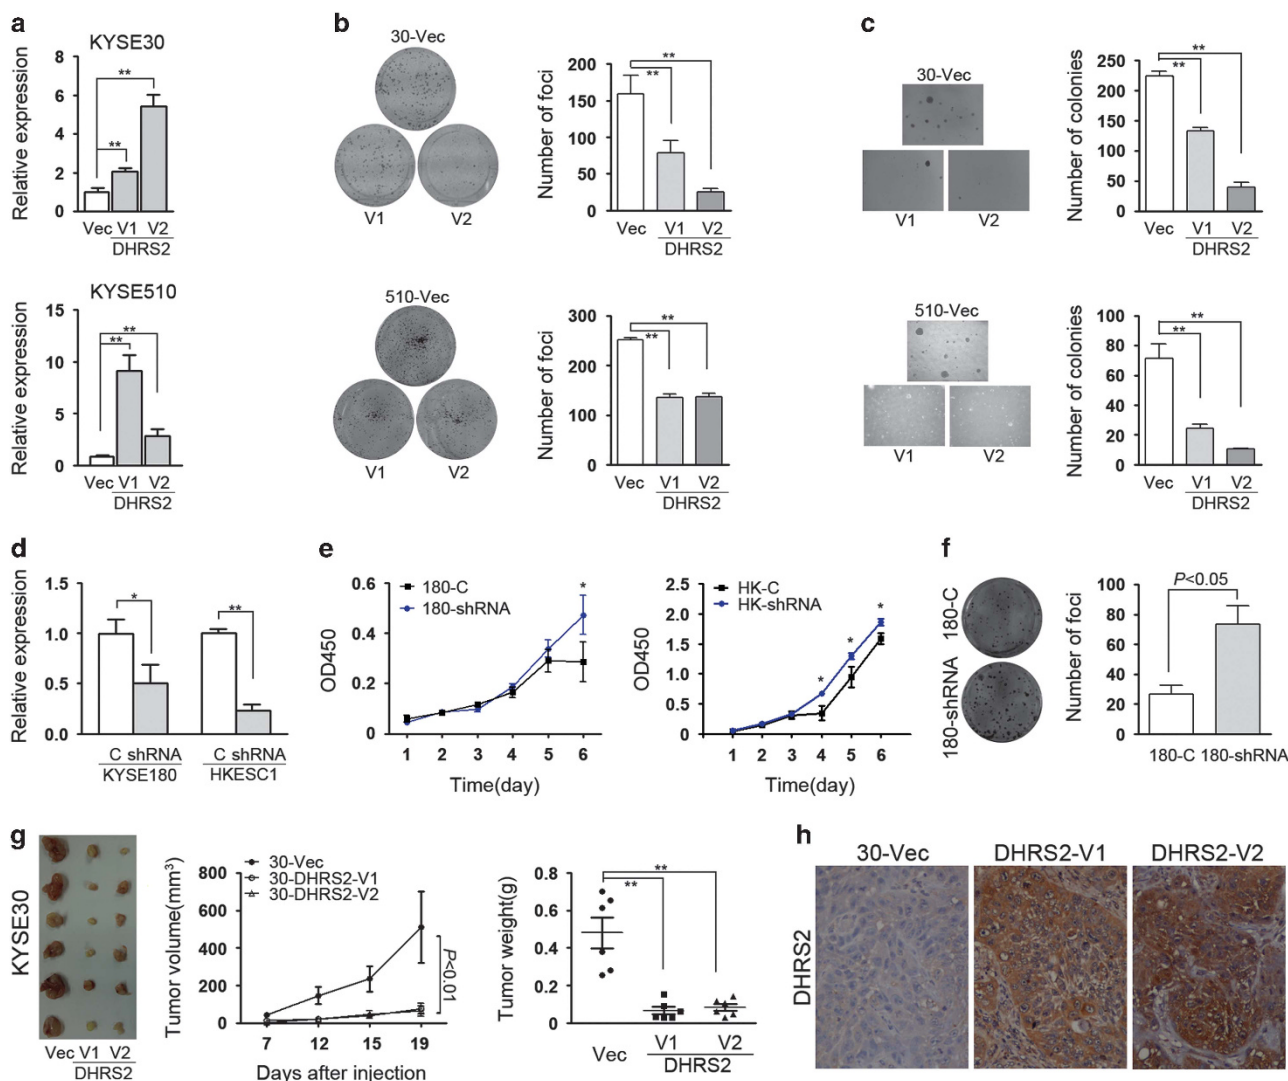 a
KYSE30
Relative expression
8
6
4
2
0
**
**
Vec V1 V2
DHRS2
KYSE510
Relative expression
15
10
5
0
**
**
Vec V1 V2
DHRS2
b
30-Vec
V1 V2
Number of foci
200
150
100
50
0
**
**
Vec V1 V2
DHRS2
510-Vec
V1 V2
Number of foci
300
200
100
0
**
**
Vec V1 V2
DHRS2
c
30-Vec
V1 V2
Number of colonies
250
200
150
100
50
0
**
**
Vec V1 V2
DHRS2
510-Vec
V1 V2
Number of colonies
100
80
60
40
20
0
**
**
Vec V1 V2
DHRS2
d
Relative expression
1.5
1.0
0.5
0.0
*
**
C shRNA C shRNA
KYSE180 HKESC1
e
OD450
0.6
0.4
0.2
0
180-C
180-shRNA
*
1 2 3 4 5 6
Time(day)
OD450
2.5
2.0
1.5
1.0
0.5
0
HK-C
HK-shRNA
*
*
*
1 2 3 4 5 6
Time(day)
f
180-C
180-shRNA
Number of foci
100
80
60
40
20
0
P<0.05
180-C 180-shRNA
g
KYSE30
Vec V1 V2
DHRS2
Tumor volume(mm³)
800
600
400
200
0
30-Vec
30-DHRS2-V1
30-DHRS2-V2
P<0.01
7 12 15 19
Days after injection
Tumor weight(g)
0.8
0.6
0.4
0.2
0
**
**
Vec V1 V2
DHRS2
h
30-Vec DHRS2-V1 DHRS2-V2
DHRS2